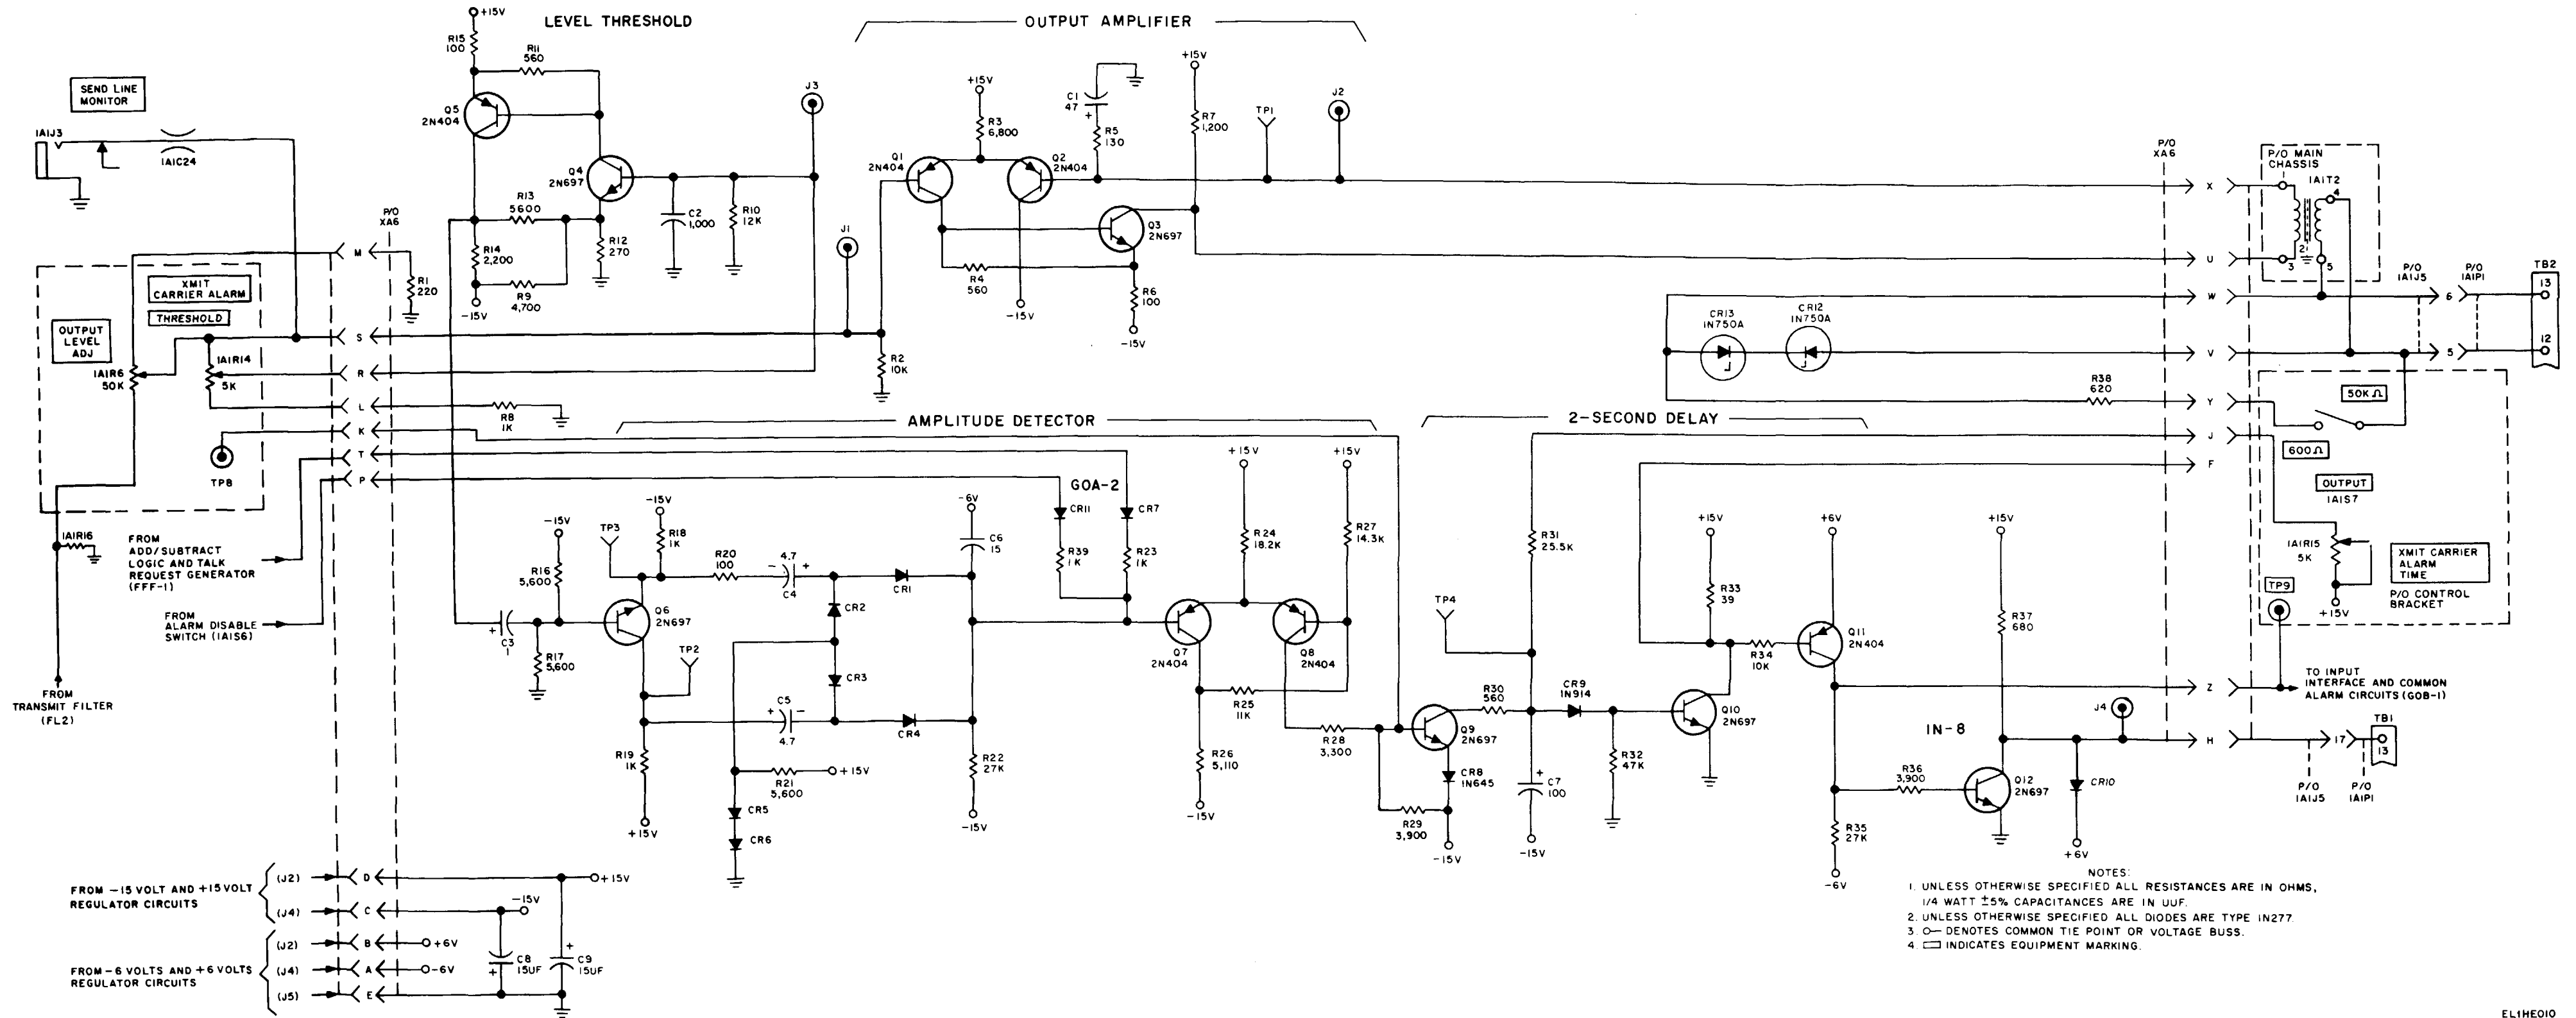 LEVEL THRESHOLD
OUTPUT AMPLIFIER
+15V
R15
100
R11
560
Q5
2N404
SEND LINE
MONITOR
1A1J3
1A1C24
Q4
2N697
J3
R13
5600
R14
2,200
R9
4,700
-15V
R12
270
C2
1,000
R10
12K
J1
+15V
R3
6,800
Q1
2N404
Q2
2N404
C1
47
+
R5
130
+15V
R7
1,200
TP1
J2
Q3
2N697
R4
560
-15V
R6
100
-15V
R2
10K
P/O
XA6
X
U
W
V
Y
J
F
Z
H
P/O MAIN
CHASSIS
1
1A1T2
4
2
3
5
P/O
1A1J5
P/O
1A1P1
TB2
6
13
5
12
CR13
1N750A
CR12
1N750A
R38
620
50K Ω
600 Ω
OUTPUT
1A1S7
1A1R15
5K
XMIT CARRIER
ALARM
TIME
P/O CONTROL
BRACKET
+15V
TP9
P/O
XA6
M
S
R
L
K
T
P
R1
220
XMIT
CARRIER ALARM
THRESHOLD
OUTPUT
LEVEL
ADJ
1A1R6
50K
1A1R14
5K
TP8
R8
1K
1A1R16
FROM
ADD/SUBTRACT
LOGIC AND TALK
REQUEST GENERATOR
(FFF-1)
FROM
ALARM DISABLE
SWITCH (1A1S6)
FROM
TRANSMIT FILTER
(FL2)
AMPLITUDE DETECTOR
2-SECOND DELAY
GOA-2
-15V
R16
5,600
+
C3
1
R17
5,600
TP3
-15V
R18
1K
Q6
2N697
TP2
R19
1K
+15V
R20
100
4.7
- +
C4
CR1
CR2
CR3
C5
+ -
4.7
CR4
R21
5,600
+15V
CR5
CR6
-6V
C6
15
R22
27K
-15V
CR11
CR7
R39
1K
R23
1K
+15V
R24
18.2K
+15V
R27
14.3K
Q7
2N404
Q8
2N404
R25
11K
R26
5,110
-15V
R28
3,300
Q9
2N697
CR8
1N645
R29
3,900
-15V
R31
25.5K
TP4
R30
560
CR9
1N914
+
C7
100
-15V
R32
47K
+15V
R33
39
R34
10K
Q10
2N697
+6V
Q11
2N404
R35
27K
-6V
R36
3,900
+15V
R37
680
IN-8
Q12
2N697
CR10
+6V
J4
TO INPUT
INTERFACE AND COMMON
ALARM CIRCUITS (GOB-1)
17
TB1
13
P/O
1A1J5
P/O
1A1P1
FROM -15 VOLT AND +15 VOLT
REGULATOR CIRCUITS
(J2)
D
+15V
(J4)
C
-15V
FROM -6 VOLTS AND +6 VOLTS
REGULATOR CIRCUITS
(J2)
B
+6V
(J4)
A
-6V
(J5)
E
C8
15UF
+
+
C9
15UF
NOTES:
1. UNLESS OTHERWISE SPECIFIED ALL RESISTANCES ARE IN OHMS,
1/4 WATT ±5% CAPACITANCES ARE IN UUF.
2. UNLESS OTHERWISE SPECIFIED ALL DIODES ARE TYPE 1N277.
3 DENOTES COMMON TIE POINT OR VOLTAGE BUSS.
4 INDICATES EQUIPMENT MARKING.
EL1HE010